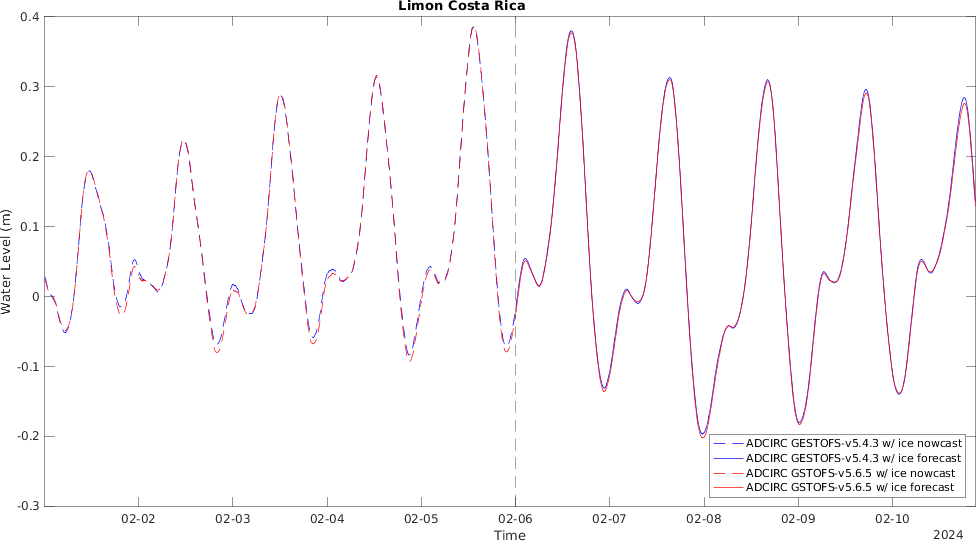 Limon Costa Rica
0.4
0.3
0.2
0.1
0
-0.1
-0.2
-0.3
Water Level (m)
ADCIRC GESTOFS-v5.4.3 w/ ice nowcast
ADCIRC GESTOFS-v5.4.3 w/ ice forecast
ADCIRC GSTOFS-v5.6.5 w/ ice nowcast
ADCIRC GSTOFS-v5.6.5 w/ ice forecast
02-02 02-03 02-04 02-05 02-06 02-07 02-08 02-09 02-10
Time
2024